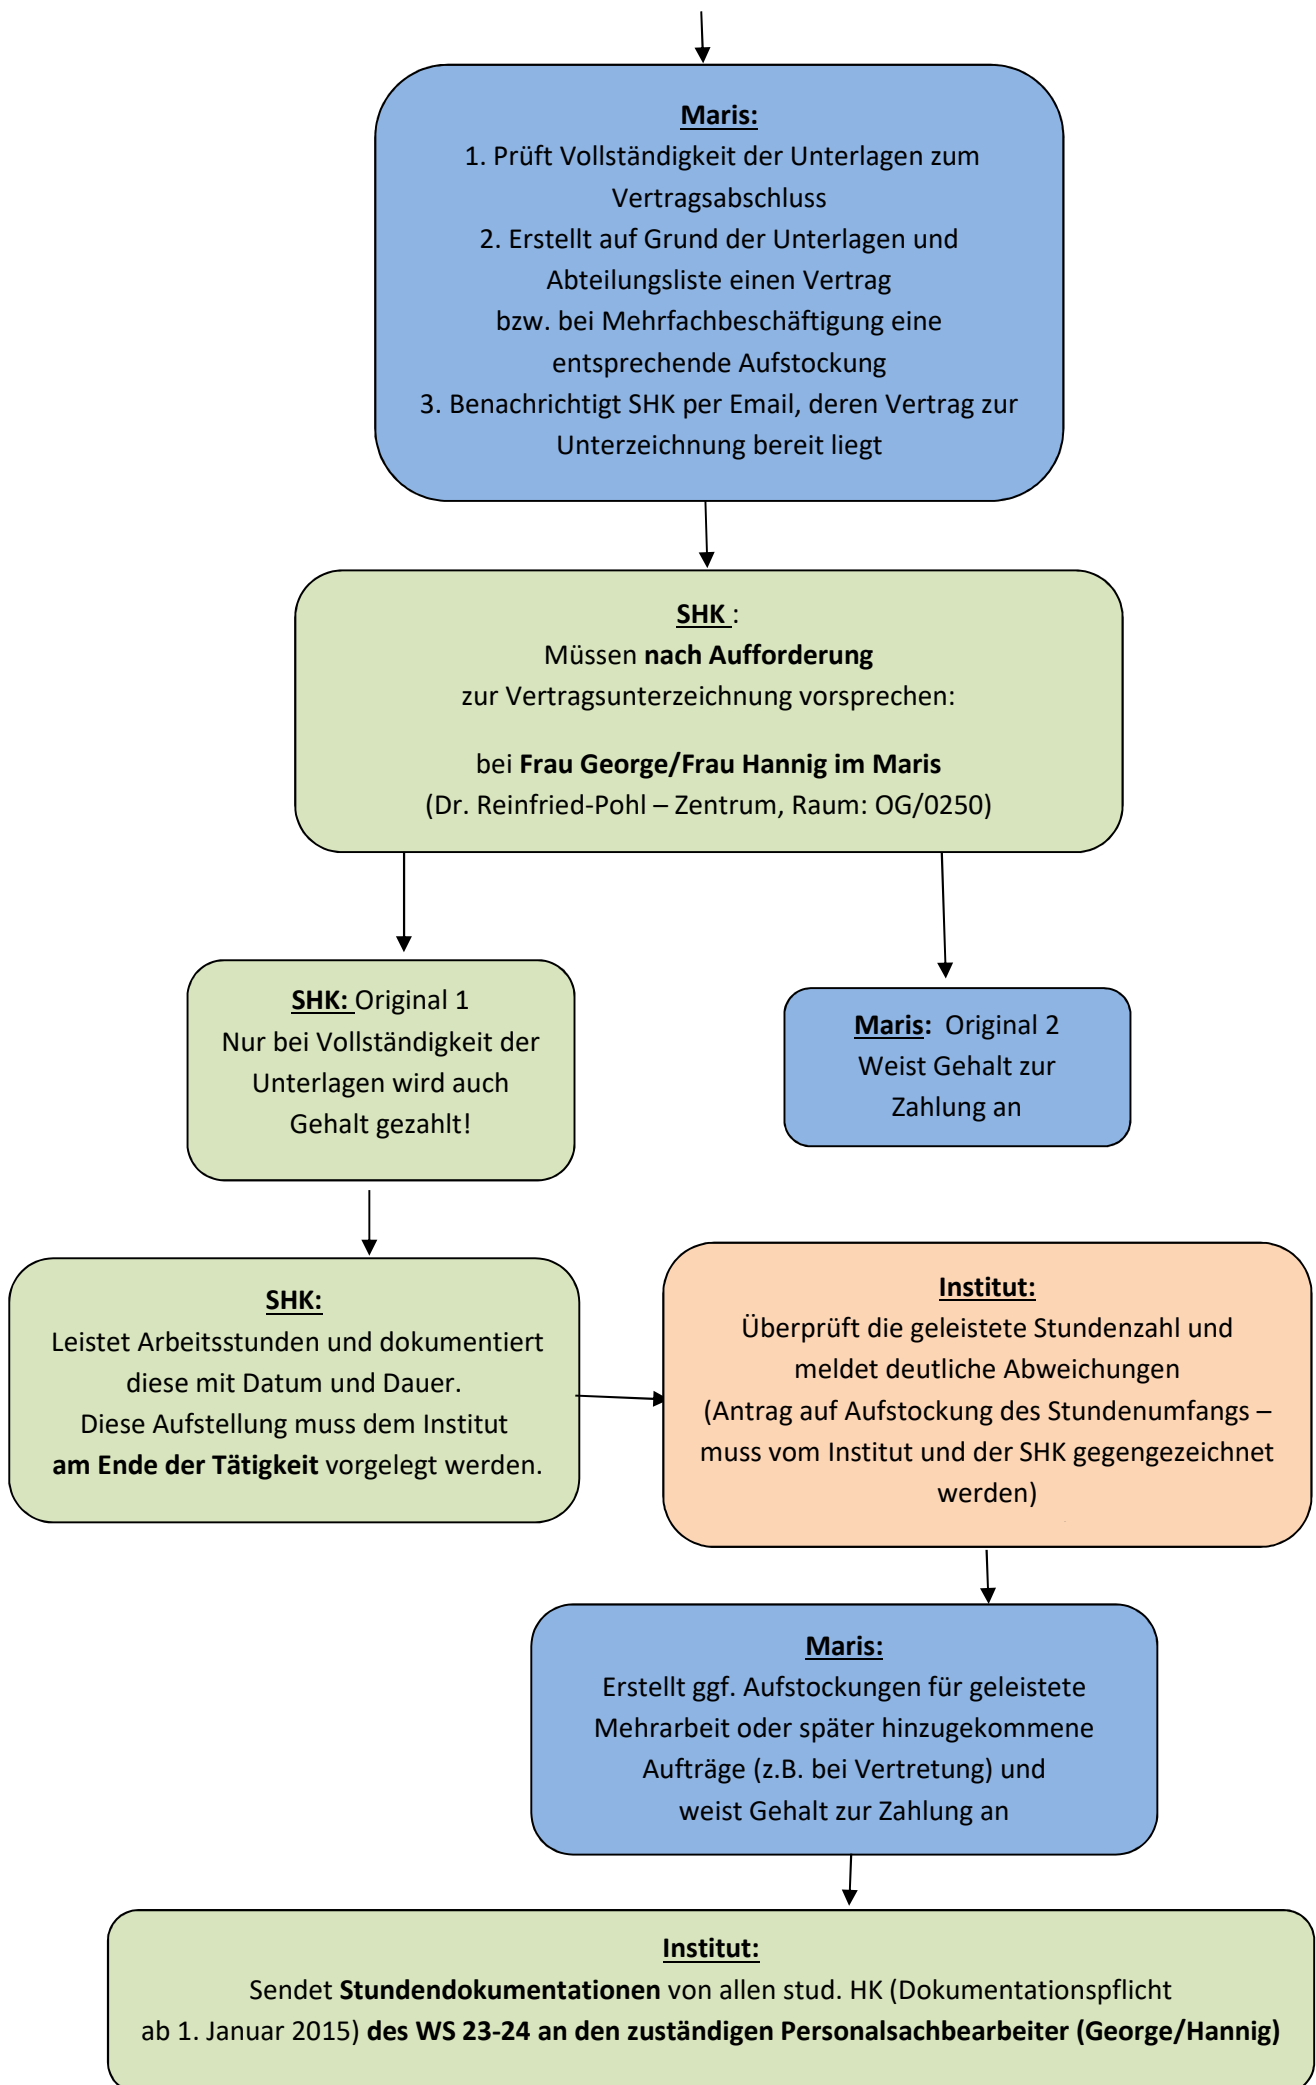 Maris:
1. Prüft Vollständigkeit der Unterlagen zum
Vertragsabschluss
2. Erstellt auf Grund der Unterlagen und
Abteilungsliste einen Vertrag
bzw. bei Mehrfachbeschäftigung eine
entsprechende Aufstockung
3. Benachrichtigt SHK per Email, deren Vertrag zur
Unterzeichnung bereit liegt
SHK :
Müssen nach Aufforderung
zur Vertragsunterzeichnung vorsprechen:
bei Frau George/Frau Hannig im Maris
(Dr. Reinfried-Pohl – Zentrum, Raum: OG/0250)
SHK: Original 1
Nur bei Vollständigkeit der
Unterlagen wird auch
Gehalt gezahlt!
Maris: Original 2
Weist Gehalt zur
Zahlung an
SHK:
Leistet Arbeitsstunden und dokumentiert
diese mit Datum und Dauer.
Diese Aufstellung muss dem Institut
am Ende der Tätigkeit vorgelegt werden.
Institut:
Überprüft die geleistete Stundenzahl und
meldet deutliche Abweichungen
(Antrag auf Aufstockung des Stundenumfangs –
muss vom Institut und der SHK gegengezeichnet
werden)
Maris:
Erstellt ggf. Aufstockungen für geleistete
Mehrarbeit oder später hinzugekommene
Aufträge (z.B. bei Vertretung) und
weist Gehalt zur Zahlung an
Institut:
Sendet Stundendokumentationen von allen stud. HK (Dokumentationspflicht
ab 1. Januar 2015) des WS 23-24 an den zuständigen Personalsachbearbeiter (George/Hannig)